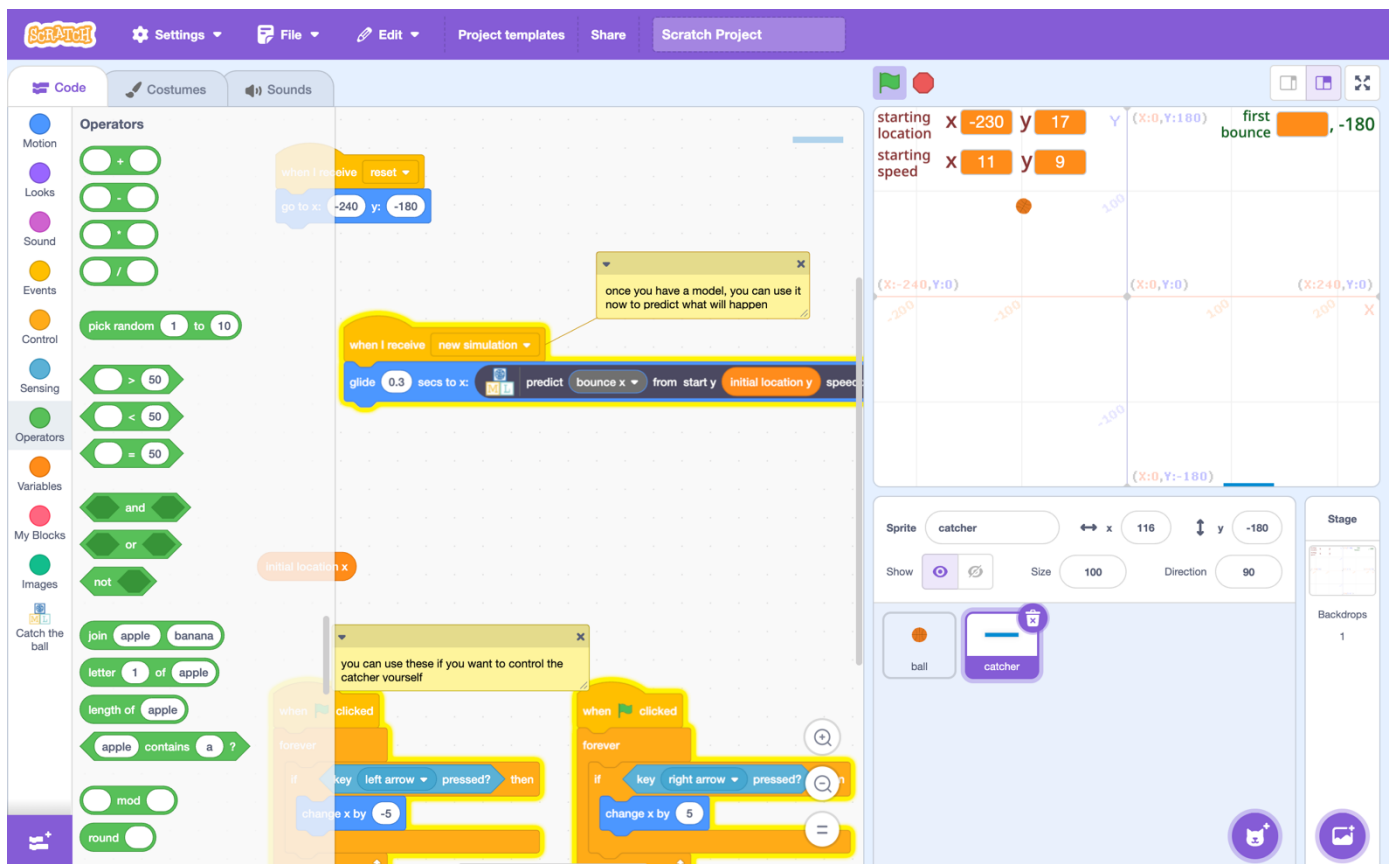 SCRATCH
Settings File Edit Project templates Share Scratch Project
Code Costumes Sounds
Motion
Looks
Sound
Events
Control
Sensing
Operators
Variables
My Blocks
Images
Catch the
ball
Operators
+
-
*
/
pick random 1 to 10
> 50
< 50
= 50
and
or
not
join apple banana
letter 1 of apple
length of apple
apple contains a ?
mod
round
when I receive reset
go to x: -240 y: -180
once you have a model, you can use it
now to predict what will happen
when I receive new simulation
glide 0.3 secs to x: ML predict bounce x from start y initial location y speed
initial location x
you can use these if you want to control the
catcher yourself
when clicked
forever
if key left arrow pressed? then
change x by -5
when clicked
forever
if key right arrow pressed?
change x by 5
starting
location x -230 y 17
starting
speed x 11 y 9
Y (X:0,Y:180)
first
bounce , -180
100
(X:-240,Y:0) (X:0,Y:0) (X:240,Y:0)
-200 -100 100 200 X
-100
(X:0,Y:-180)
Sprite catcher x 116 y -180
Show Size 100 Direction 90
ball
catcher
Stage
Backdrops
1